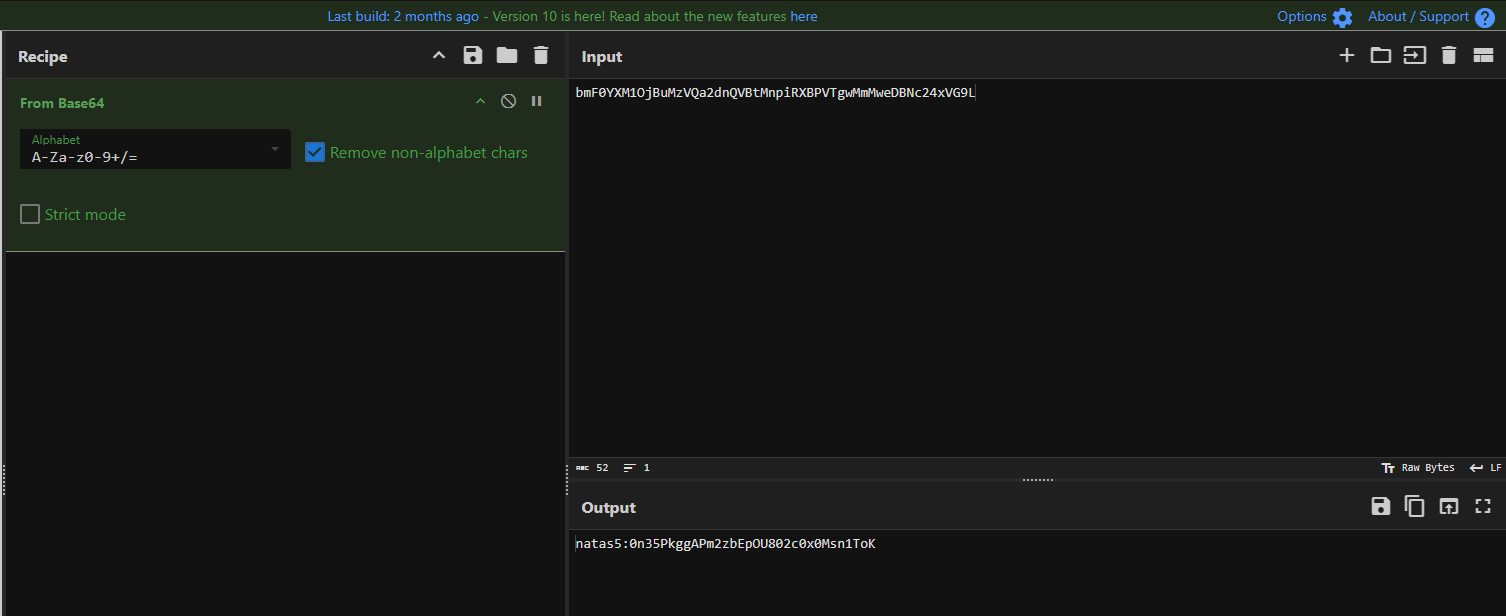 Last build: 2 months ago - Version 10 is here! Read about the new features here
Options
About / Support
Recipe
From Base64
Alphabet
A-Za-z0-9+/=
Remove non-alphabet chars
Strict mode
Input
bmF0YXM1OjBuMzVQa2dnQVBtMnpiRXBPVTgwMmMweDBNc24xVG9L
ABC 52 1
Tт Raw Bytes LF
Output
natas5:0n35PkggAPm2zbEpOU802c0x0Msn1ToK